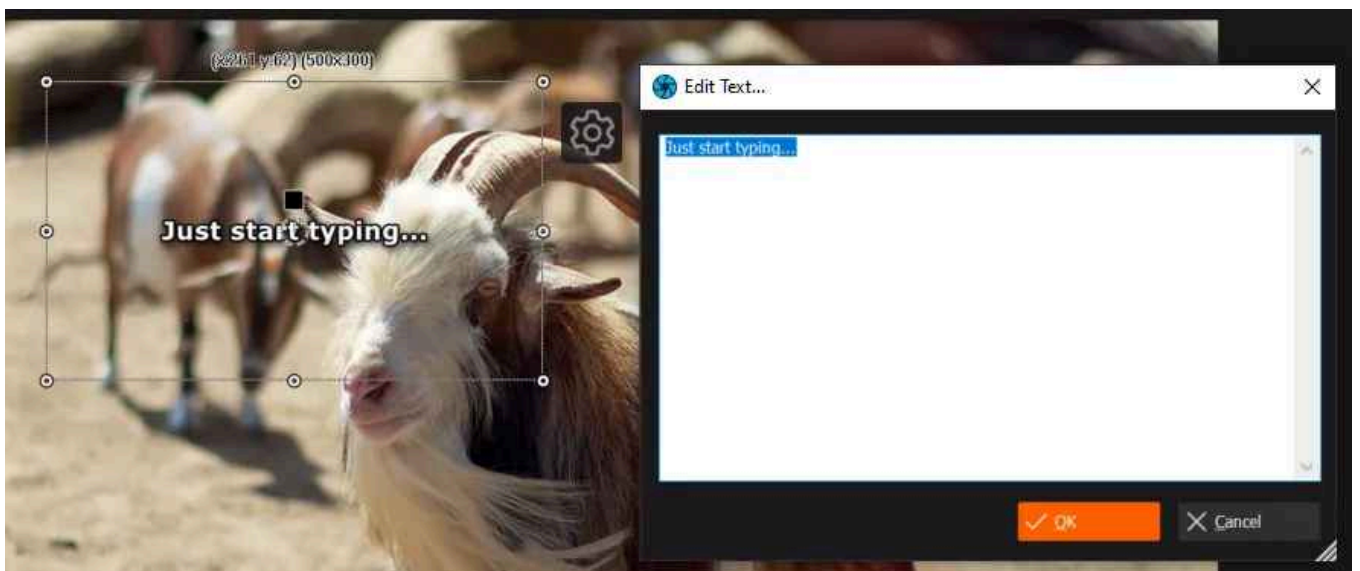 (x:261 y:62) (500x300)
Edit Text...
Just start typing...
Just start typing...
OK
Cancel